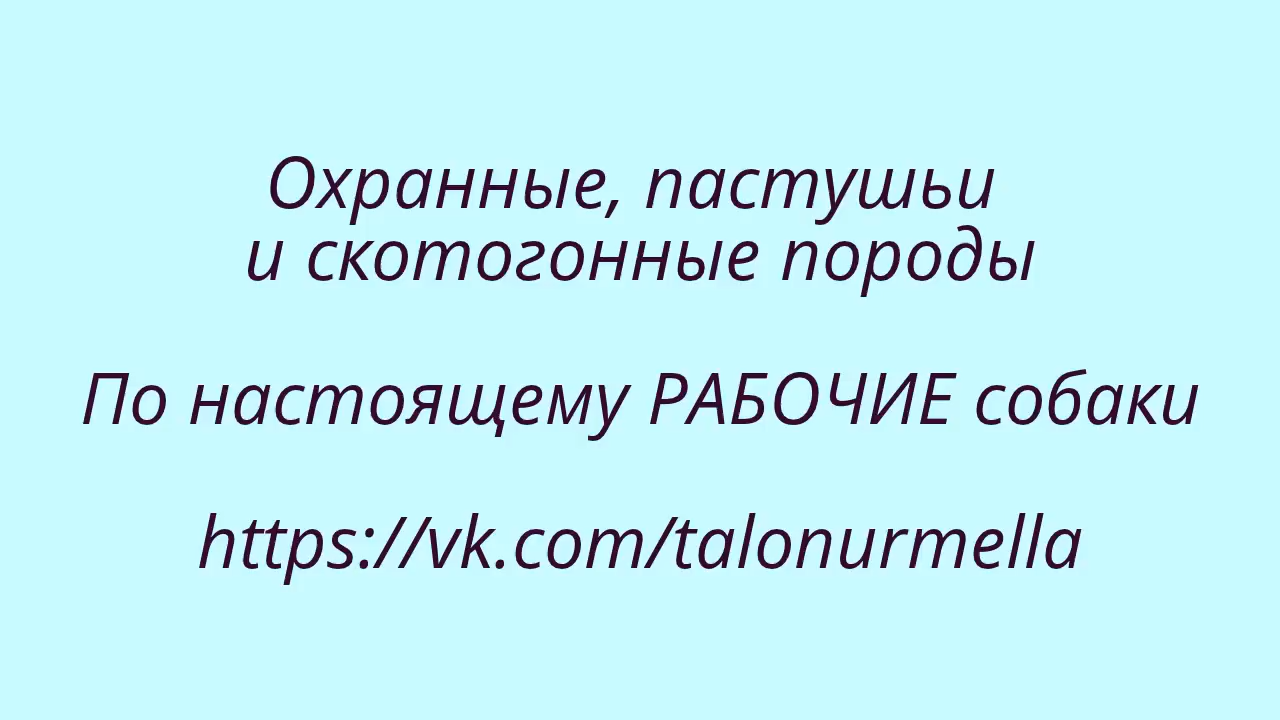 Охранные, пастушьи
и скотогонные породы
По настоящему РАБОЧИЕ собаки
https://vk.com/talonurmella